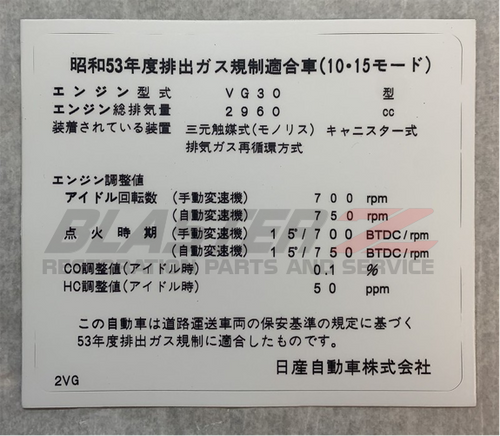 昭和53年度排出ガス規制適合車(10・15モード)
エンジン型式 VG30 型
エンジン総排気量 2960 cc
装着されている装置 三元触媒式(モノリス) キャニスター式
排気ガス再循環方式
エンジン調整値
アイドル回転数 (手動変速機) 700 rpm
(自動変速機) 750 rpm
点火時期 (手動変速機) 15°/700 BTDC/rpm
(自動変速機) 15°/750 BTDC/rpm
CO調整値(アイドル時) 0.1 %
HC調整値(アイドル時) 50 ppm
この自動車は道路運送車両の保安基準の規定に基づく
53年度排出ガス規制に適合したものです。
日産自動車株式会社
2VG